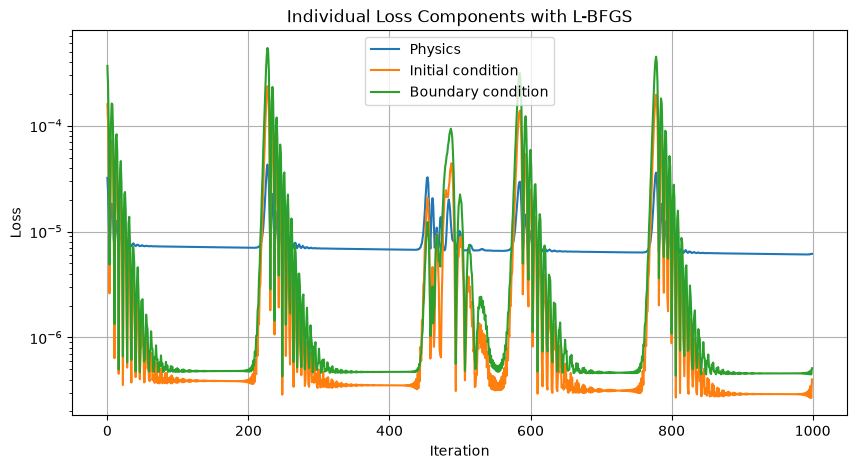 Individual Loss Components with L-BFGS
Physics
Initial condition
Boundary condition
10⁻⁴
10⁻⁵
10⁻⁶
Loss
0 200 400 600 800 1000
Iteration